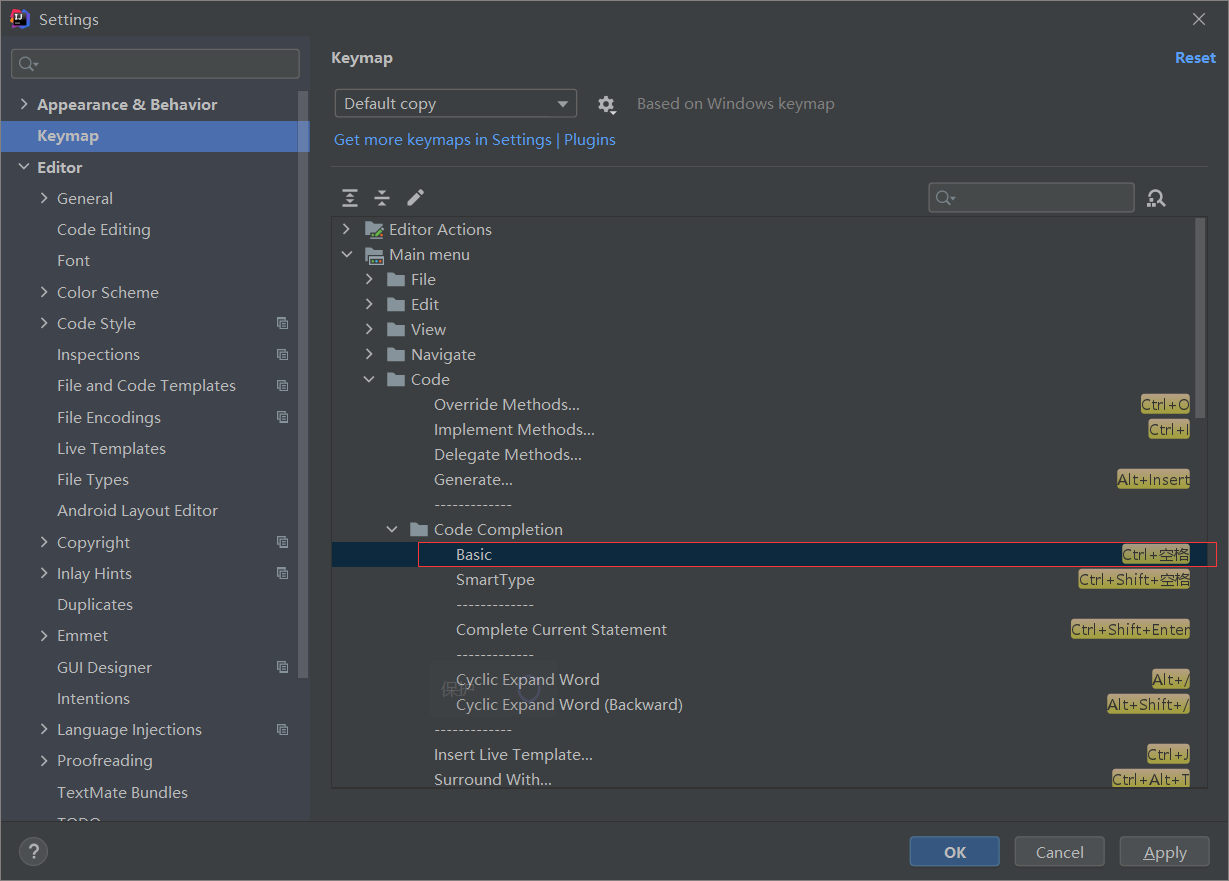 Settings
Keymap
Reset
Appearance & Behavior
Keymap
Editor
General
Code Editing
Font
Color Scheme
Code Style
Inspections
File and Code Templates
File Encodings
Live Templates
File Types
Android Layout Editor
Copyright
Inlay Hints
Duplicates
Emmet
GUI Designer
Intentions
Language Injections
Proofreading
TextMate Bundles
TODO
Default copy
Based on Windows keymap
Get more keymaps in Settings | Plugins
Editor Actions
Main menu
File
Edit
View
Navigate
Code
Override Methods... Ctrl+O
Implement Methods... Ctrl+I
Delegate Methods...
Generate... Alt+Insert
-------------
Code Completion
Basic Ctrl+空格
SmartType Ctrl+Shift+空格
-------------
Complete Current Statement Ctrl+Shift+Enter
-------------
Cyclic Expand Word Alt+/
保护
Cyclic Expand Word (Backward) Alt+Shift+/
-------------
Insert Live Template... Ctrl+J
Surround With... Ctrl+Alt+T
?
OK
Cancel
Apply